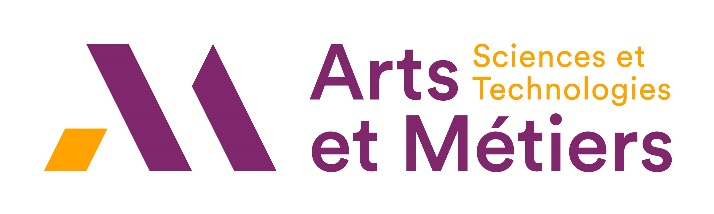 Arts
Sciences et
Technologies
et Métiers